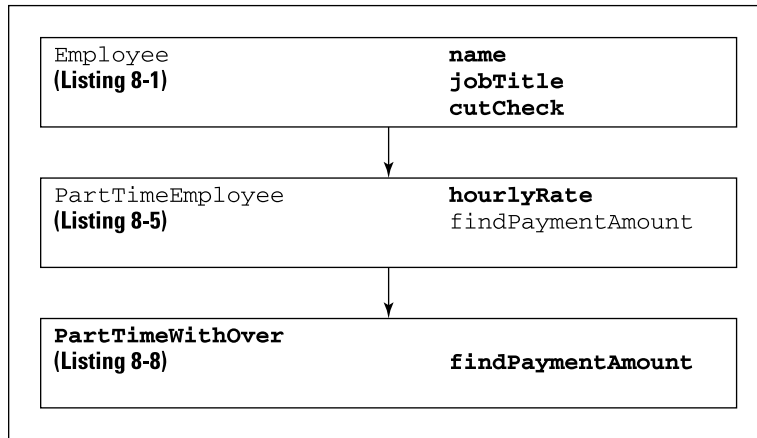 Employee
(Listing 8-1)
name
jobTitle
cutCheck
PartTimeEmployee
(Listing 8-5)
hourlyRate
findPaymentAmount
PartTimeWithOver
(Listing 8-8)
findPaymentAmount